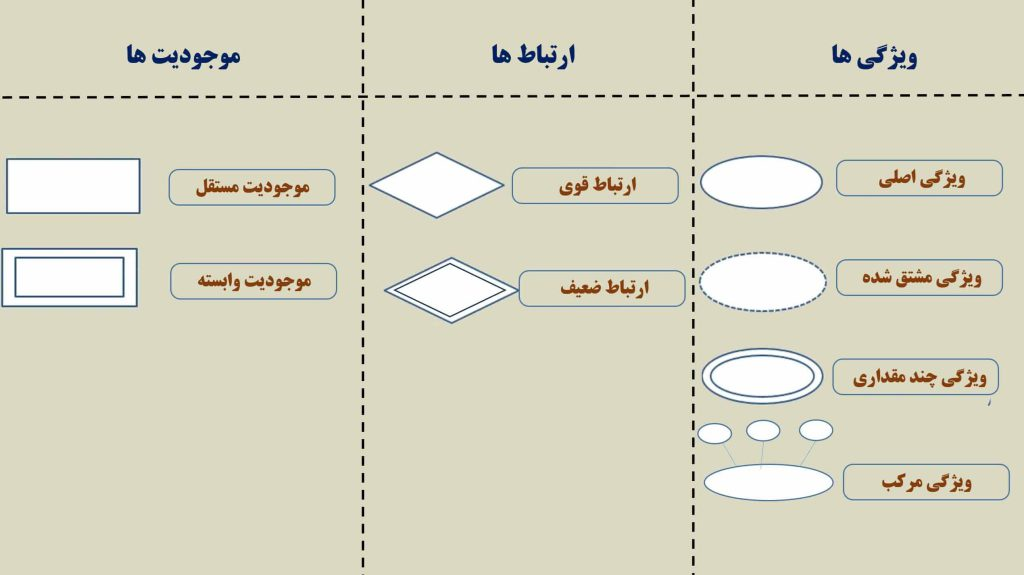 ویژگی ها
ارتباط ها
موجودیت ها
ویژگی اصلی
ویژگی مشتق شده
ویژگی چند مقداری
ویژگی مرکب
ارتباط قوی
ارتباط ضعیف
موجودیت مستقل
موجودیت وابسته